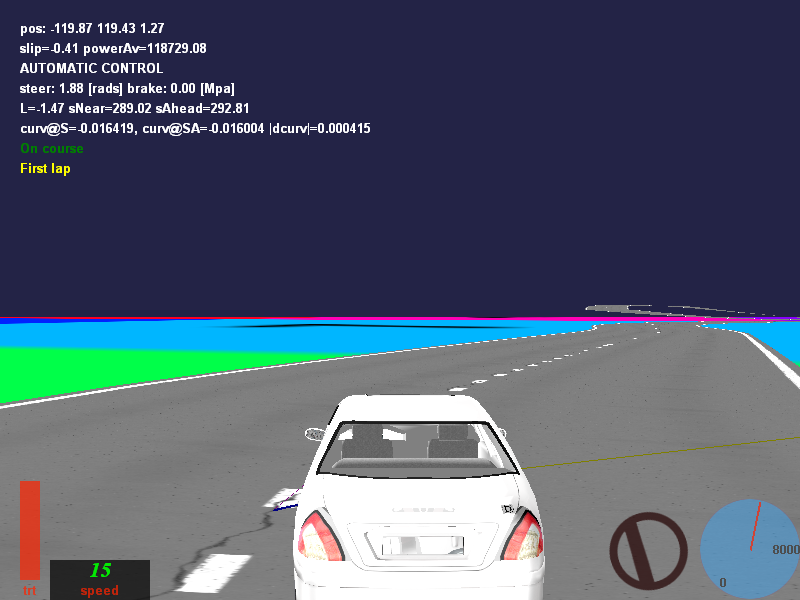 pos: -119.87 119.43 1.27
slip=-0.41 powerAv=118729.08
AUTOMATIC CONTROL
steer: 1.88 [rads] brake: 0.00 [Mpa]
L=-1.47 sNear=289.02 sAhead=292.81
curv@S=-0.016419, curv@SA=-0.016004 |dcurv|=0.000415
On course
First lap
15
trt speed
8000
0